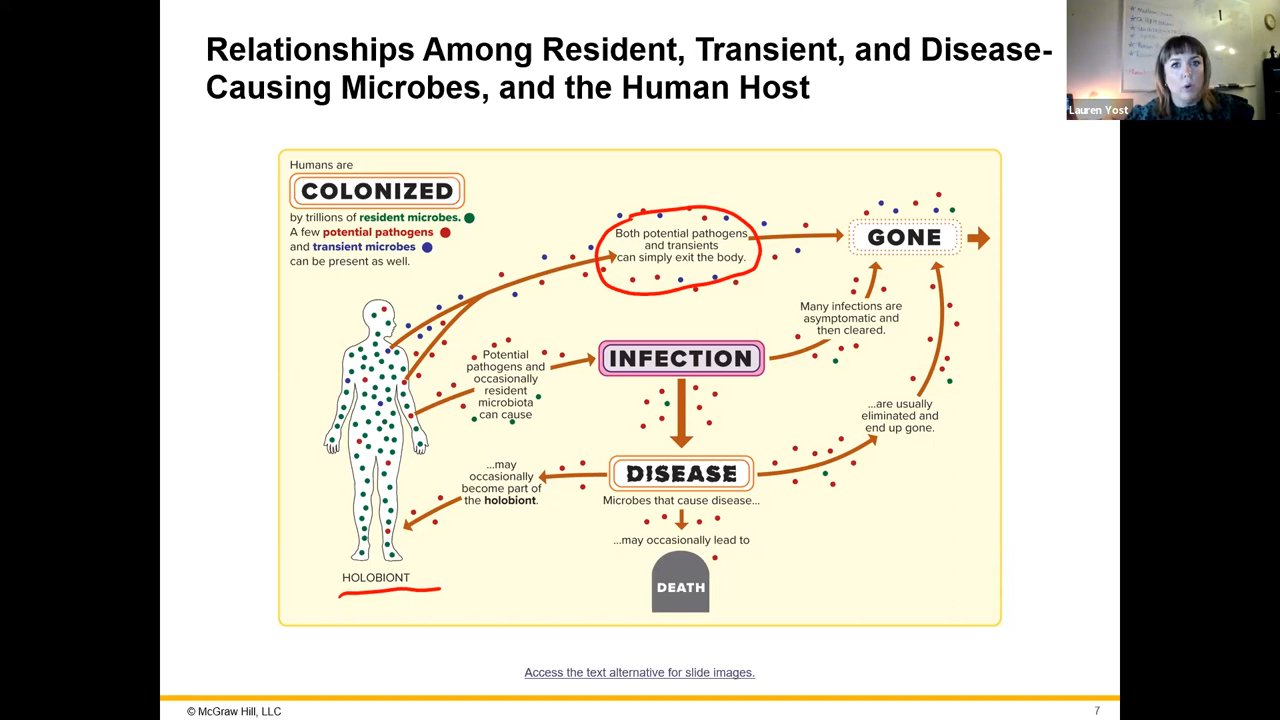 Relationships Among Resident, Transient, and Disease-
Causing Microbes, and the Human Host
Lauren Yost
Humans are
COLONIZED
by trillions of resident microbes.
A few potential pathogens
and transient microbes
can be present as well.
Both potential pathogens
and transients
can simply exit the body.
GONE
Many infections are
asymptomatic and
then cleared.
Potential
pathogens and
occasionally
resident
microbiota
can cause
INFECTION
...are usually
eliminated and
end up gone.
...may
occasionally
become part of
the holobiont.
DISEASE
Microbes that cause disease...
...may occasionally lead to
DEATH
HOLOBIONT
Access the text alternative for slide images.
© McGraw Hill, LLC
7